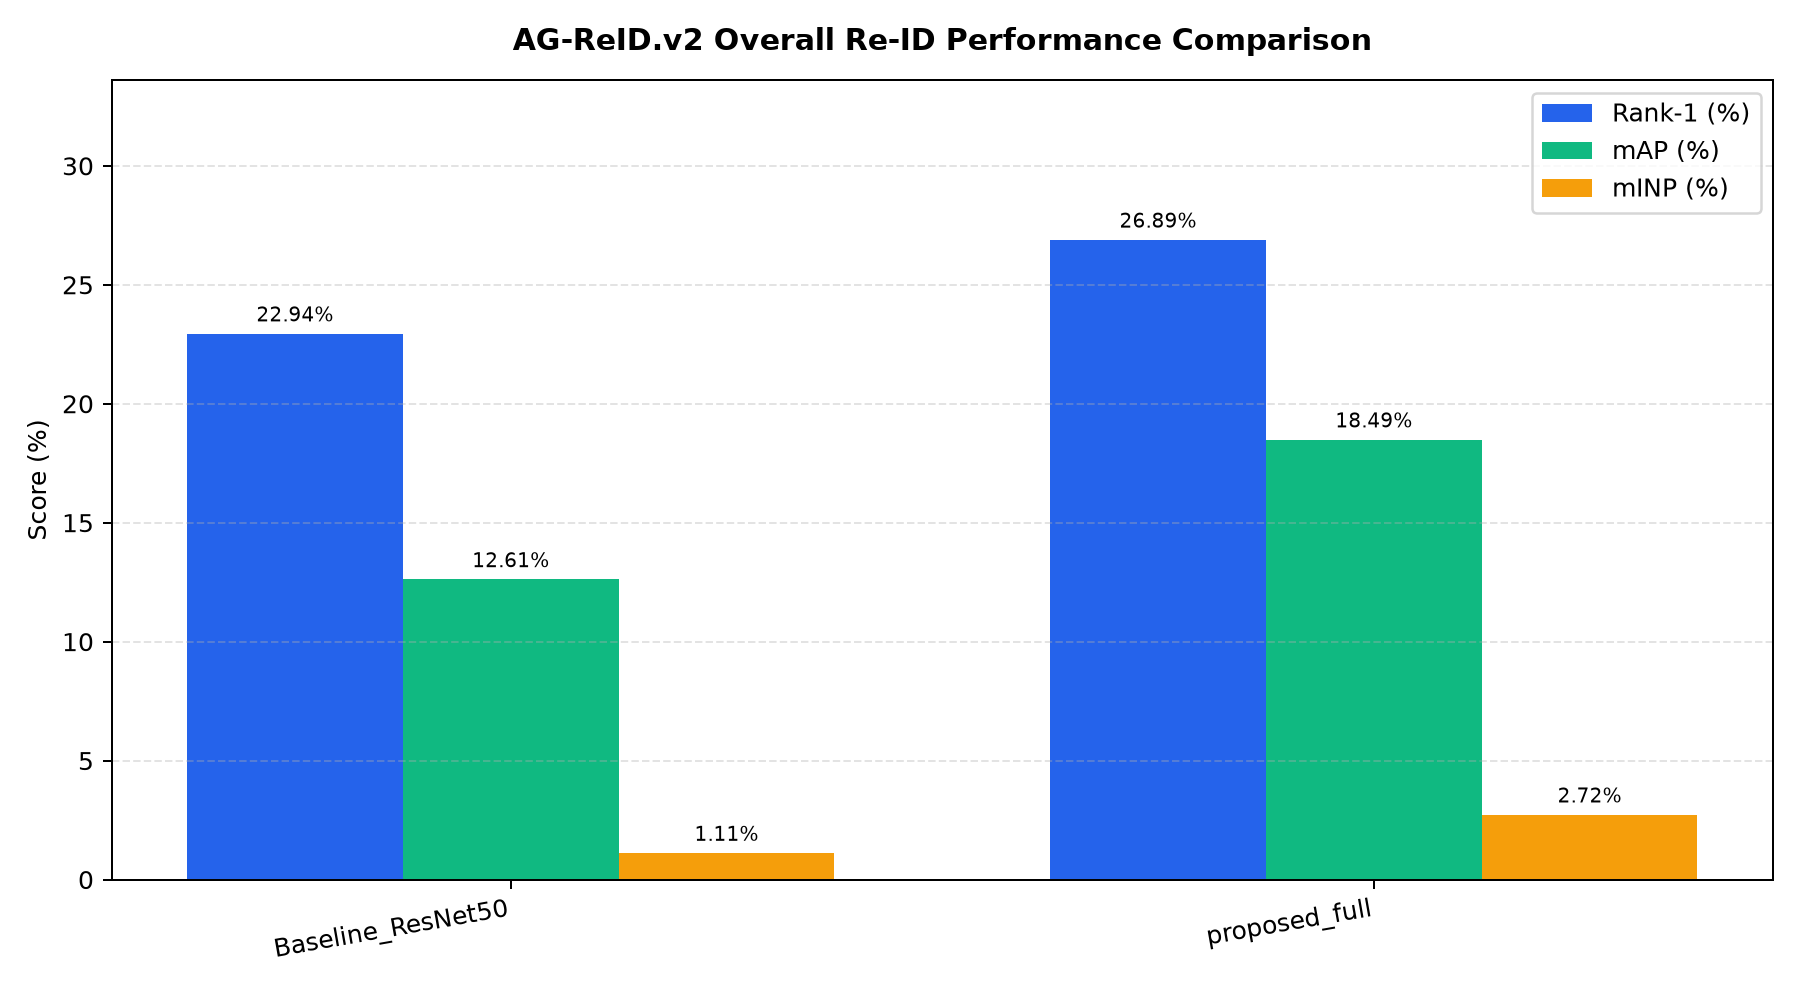 AG-ReID.v2 Overall Re-ID Performance Comparison
Rank-1 (%)
mAP (%)
mINP (%)
Score (%)
30
25
20
15
10
5
0
22.94%
12.61%
1.11%
26.89%
18.49%
2.72%
Baseline_ResNet50
proposed_full